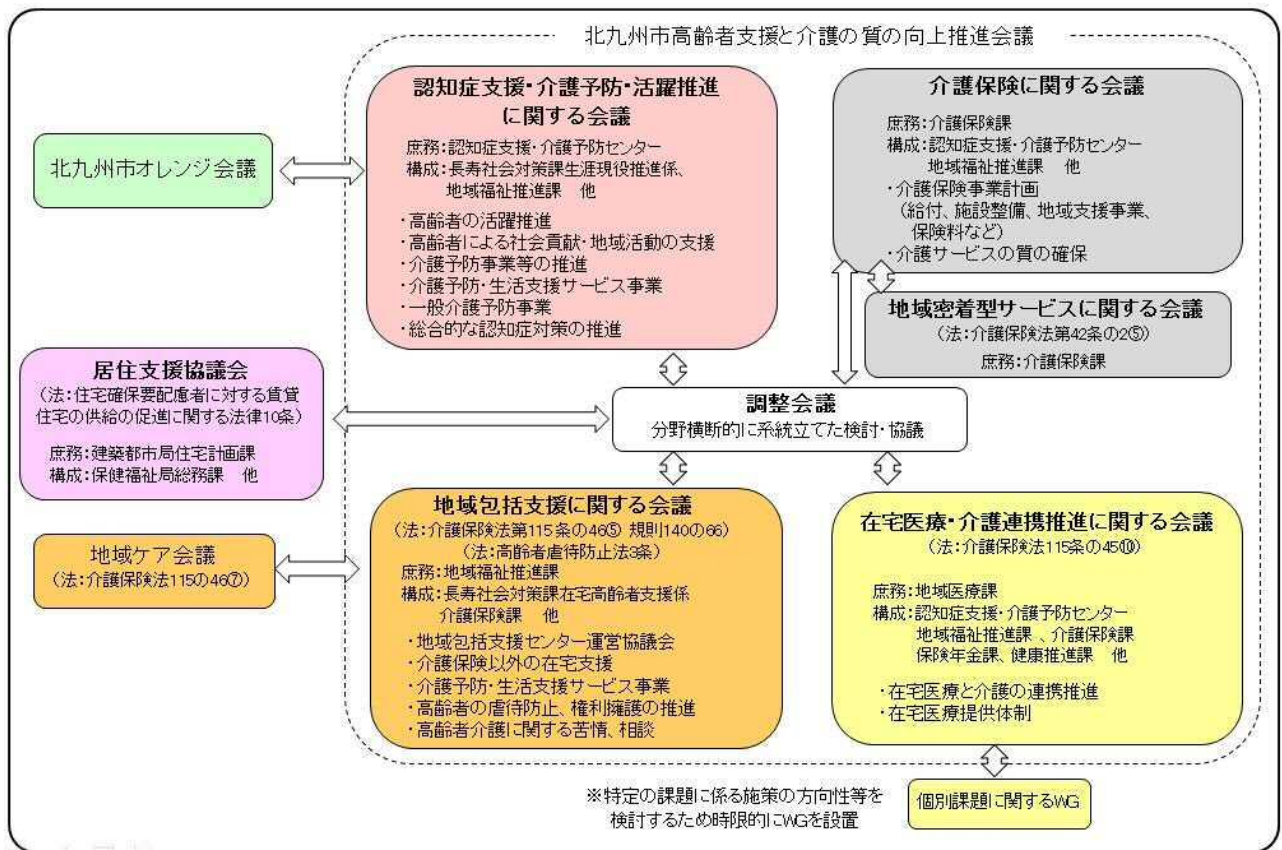 北九州市高齢者支援と介護の質の向上推進会議
認知症支援・介護予防・活躍推進
に関する会議
庶務：認知症支援・介護予防センター
構成：長寿社会対策課生涯現役推進係、
地域福祉推進課　他
・高齢者の活躍推進
・高齢者による社会貢献・地域活動の支援
・介護予防事業等の推進
・介護予防・生活支援サービス事業
・一般介護予防事業
・総合的な認知症対策の推進
介護保険に関する会議
庶務：介護保険課
構成：認知症支援・介護予防センター
地域福祉推進課　他
・介護保険事業計画
（給付、施設整備、地域支援事業、
保険料など）
・介護サービスの質の確保
北九州市オレンジ会議
地域密着型サービスに関する会議
（法：介護保険法第42条の2⑤）
庶務：介護保険課
居住支援協議会
（法：住宅確保要配慮者に対する賃貸
住宅の供給の促進に関する法律10条）
庶務：建築都市局住宅計画課
構成：保健福祉局総務課　他
調整会議
分野横断的に系統立てた検討・協議
地域包括支援に関する会議
（法：介護保険法第115条の46⑤ 規則140の66）
（法：高齢者虐待防止法3条）
庶務：地域福祉推進課
構成：長寿社会対策課在宅高齢者支援係
介護保険課　他
・地域包括支援センター運営協議会
・介護保険以外の在宅支援
・介護予防・生活支援サービス事業
・高齢者の虐待防止、権利擁護の推進
・高齢者介護に関する苦情、相談
在宅医療・介護連携推進に関する会議
（法：介護保険法115条の45⑩）
庶務：地域医療課
構成：認知症支援・介護予防センター
地域福祉推進課、介護保険課
保険年金課、健康推進課　他
・在宅医療と介護の連携推進
・在宅医療提供体制
地域ケア会議
（法：介護保険法115の46⑦）
※特定の課題に係る施策の方向性等を
検討するため時限的にWGを設置
個別課題に関するWG